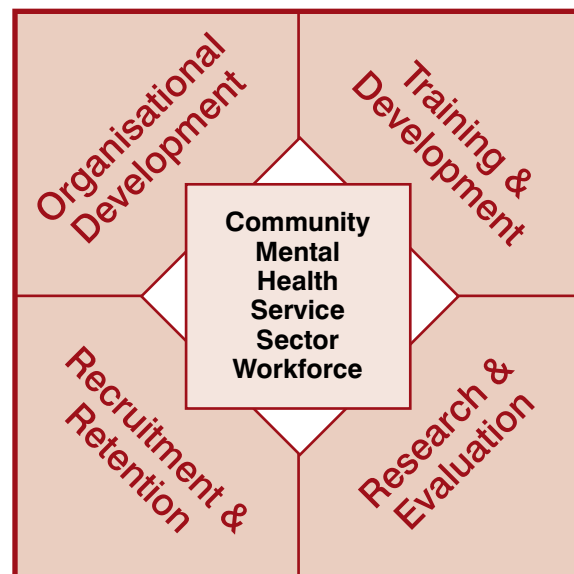 Organisational
Development
Training &
Development
Community
Mental
Health
Service
Sector
Workforce
Recruitment &
Retention
Research &
Evaluation